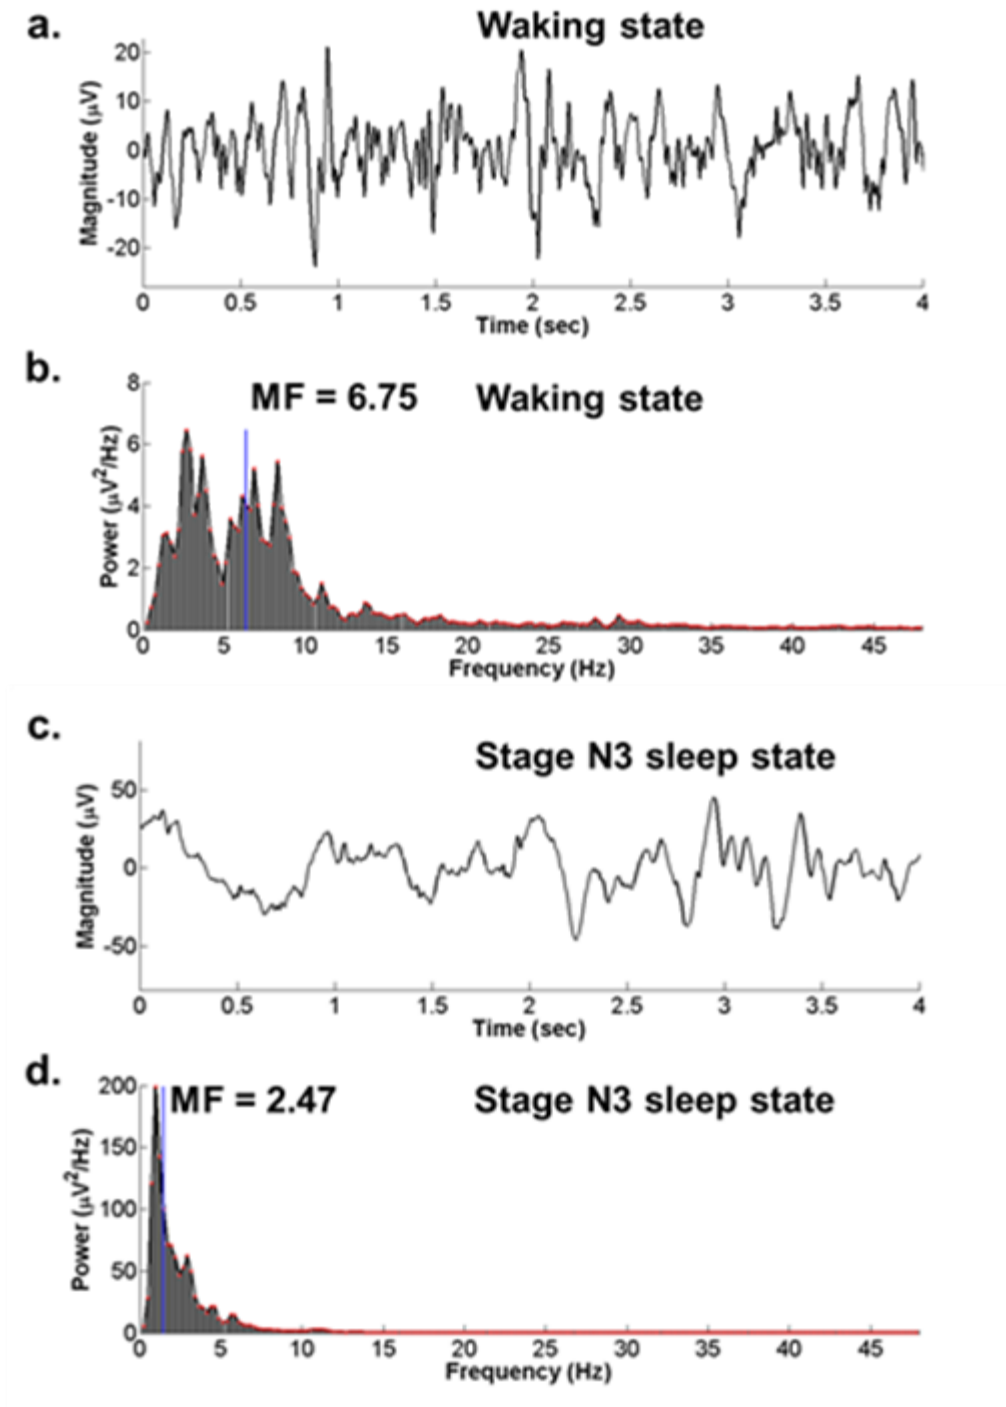 a.
Waking state
Magnitude (μV)
20
10
0
-10
-20
0 0.5 1 1.5 2 2.5 3 3.5 4
Time (sec)
b.
MF = 6.75 Waking state
Power (μV²/Hz)
8
6
4
2
0
0 5 10 15 20 25 30 35 40 45
Frequency (Hz)
c.
Stage N3 sleep state
Magnitude (μV)
50
0
-50
0 0.5 1 1.5 2 2.5 3 3.5 4
Time (sec)
d.
MF = 2.47 Stage N3 sleep state
Power (μV²/Hz)
200
150
100
50
0
0 5 10 15 20 25 30 35 40 45
Frequency (Hz)